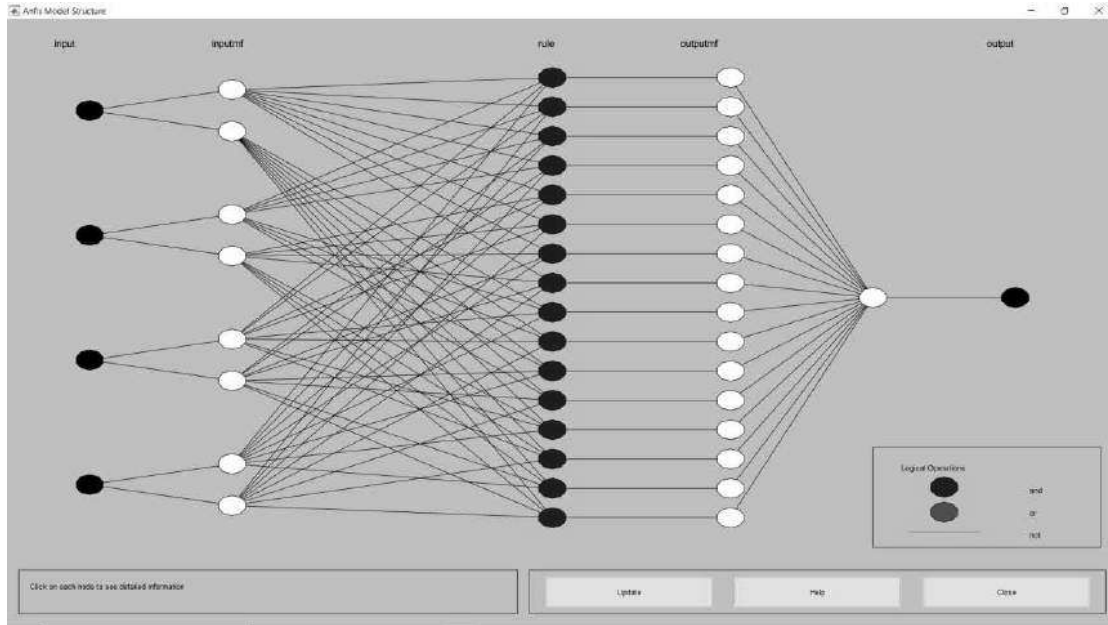 Anfis Model Structure
input inputmf rule outputmf output
Logical Operations
and
or
not
Click on each node to see detailed information
Update Help Close